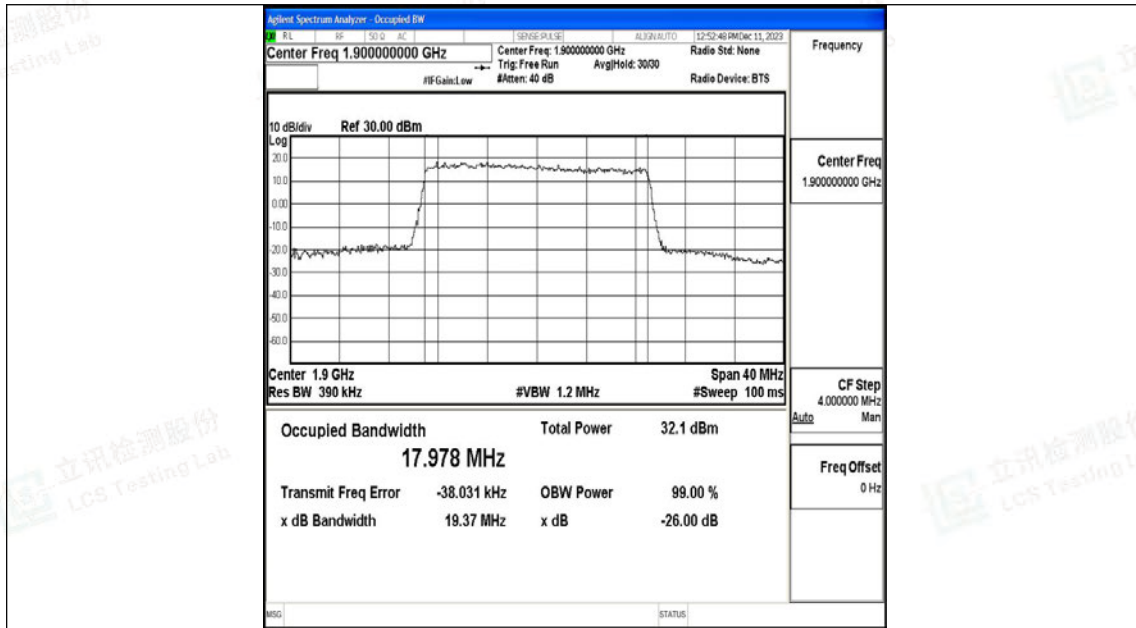 Agilent Spectrum Analyzer - Occupied BW
RL RF 50 Ω AC SENSE:PULSE ALIGNAUTO 12:52:48 PM Dec 11, 2023
Center Freq 1.900000000 GHz
Center Freq: 1.900000000 GHz
Radio Std: None
Trig: Free Run Avg|Hold: 30/30
#IFGain:Low
#Atten: 40 dB
Radio Device: BTS
Frequency
10 dB/div Ref 30.00 dBm
Log
20.0
10.0
0.00
-10.0
-20.0
-30.0
-40.0
-50.0
-60.0
Center 1.9 GHz Span 40 MHz
Res BW 390 kHz #VBW 1.2 MHz #Sweep 100 ms
Center Freq
1.900000000 GHz
CF Step
4.000000 MHz
Auto Man
Freq Offset
0 Hz
Occupied Bandwidth Total Power 32.1 dBm
17.978 MHz
Transmit Freq Error -38.031 kHz OBW Power 99.00 %
x dB Bandwidth 19.37 MHz x dB -26.00 dB
MSG STATUS
立讯检测股份
LCS Testing Lab
立讯检测股份